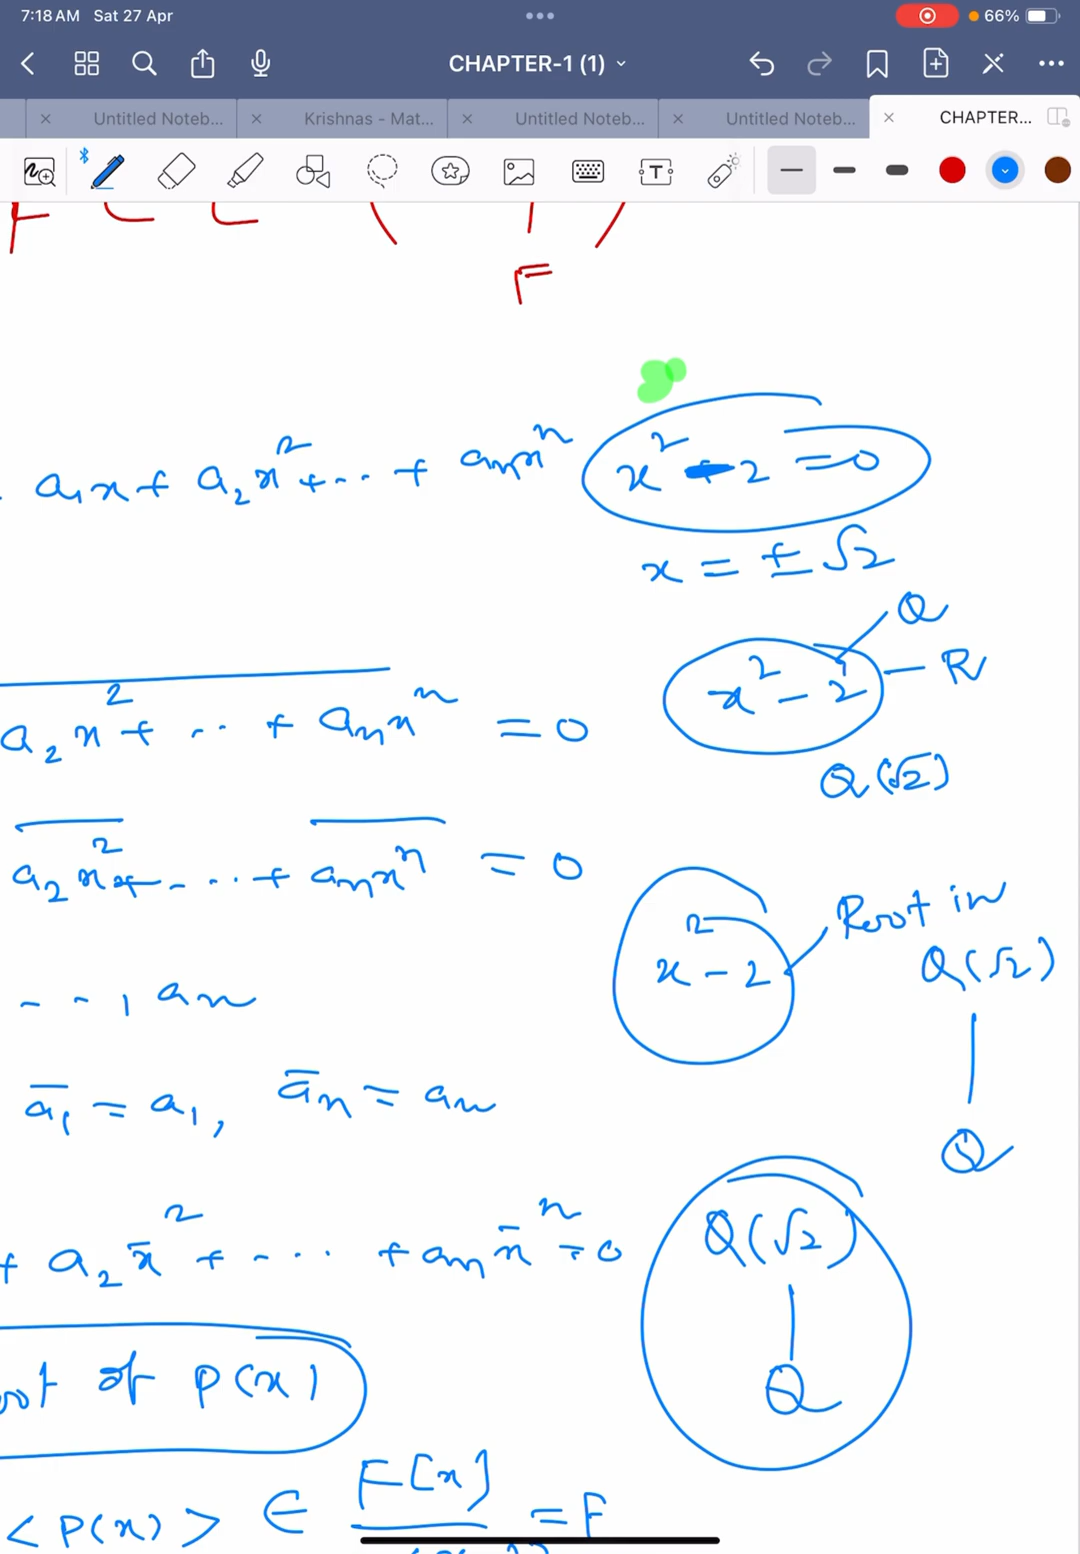 7:18 AM Sat 27 Apr
66%
CHAPTER-1 (1)
Untitled Noteb...
Krishnas - Mat...
Untitled Noteb...
Untitled Noteb...
CHAPTER...
T
F
a₁x + a₂x² + ... + aₙxⁿ
x² - 2 = 0
x = ± √2
Q
x² - 2
R
Q(√2)
a₂x² + ... + aₙxⁿ = 0
a₂x² + ... + aₙxⁿ = 0
x² - 2
Root in
Q(√2)
Q
---, aₙ
a̅₁ = a₁, a̅ₙ = aₙ
+ a₂x̅² + ... + aₙx̅ⁿ = 0
Q(√2)
Q
of P(x)
<P(x)> ∈ F[x] = F